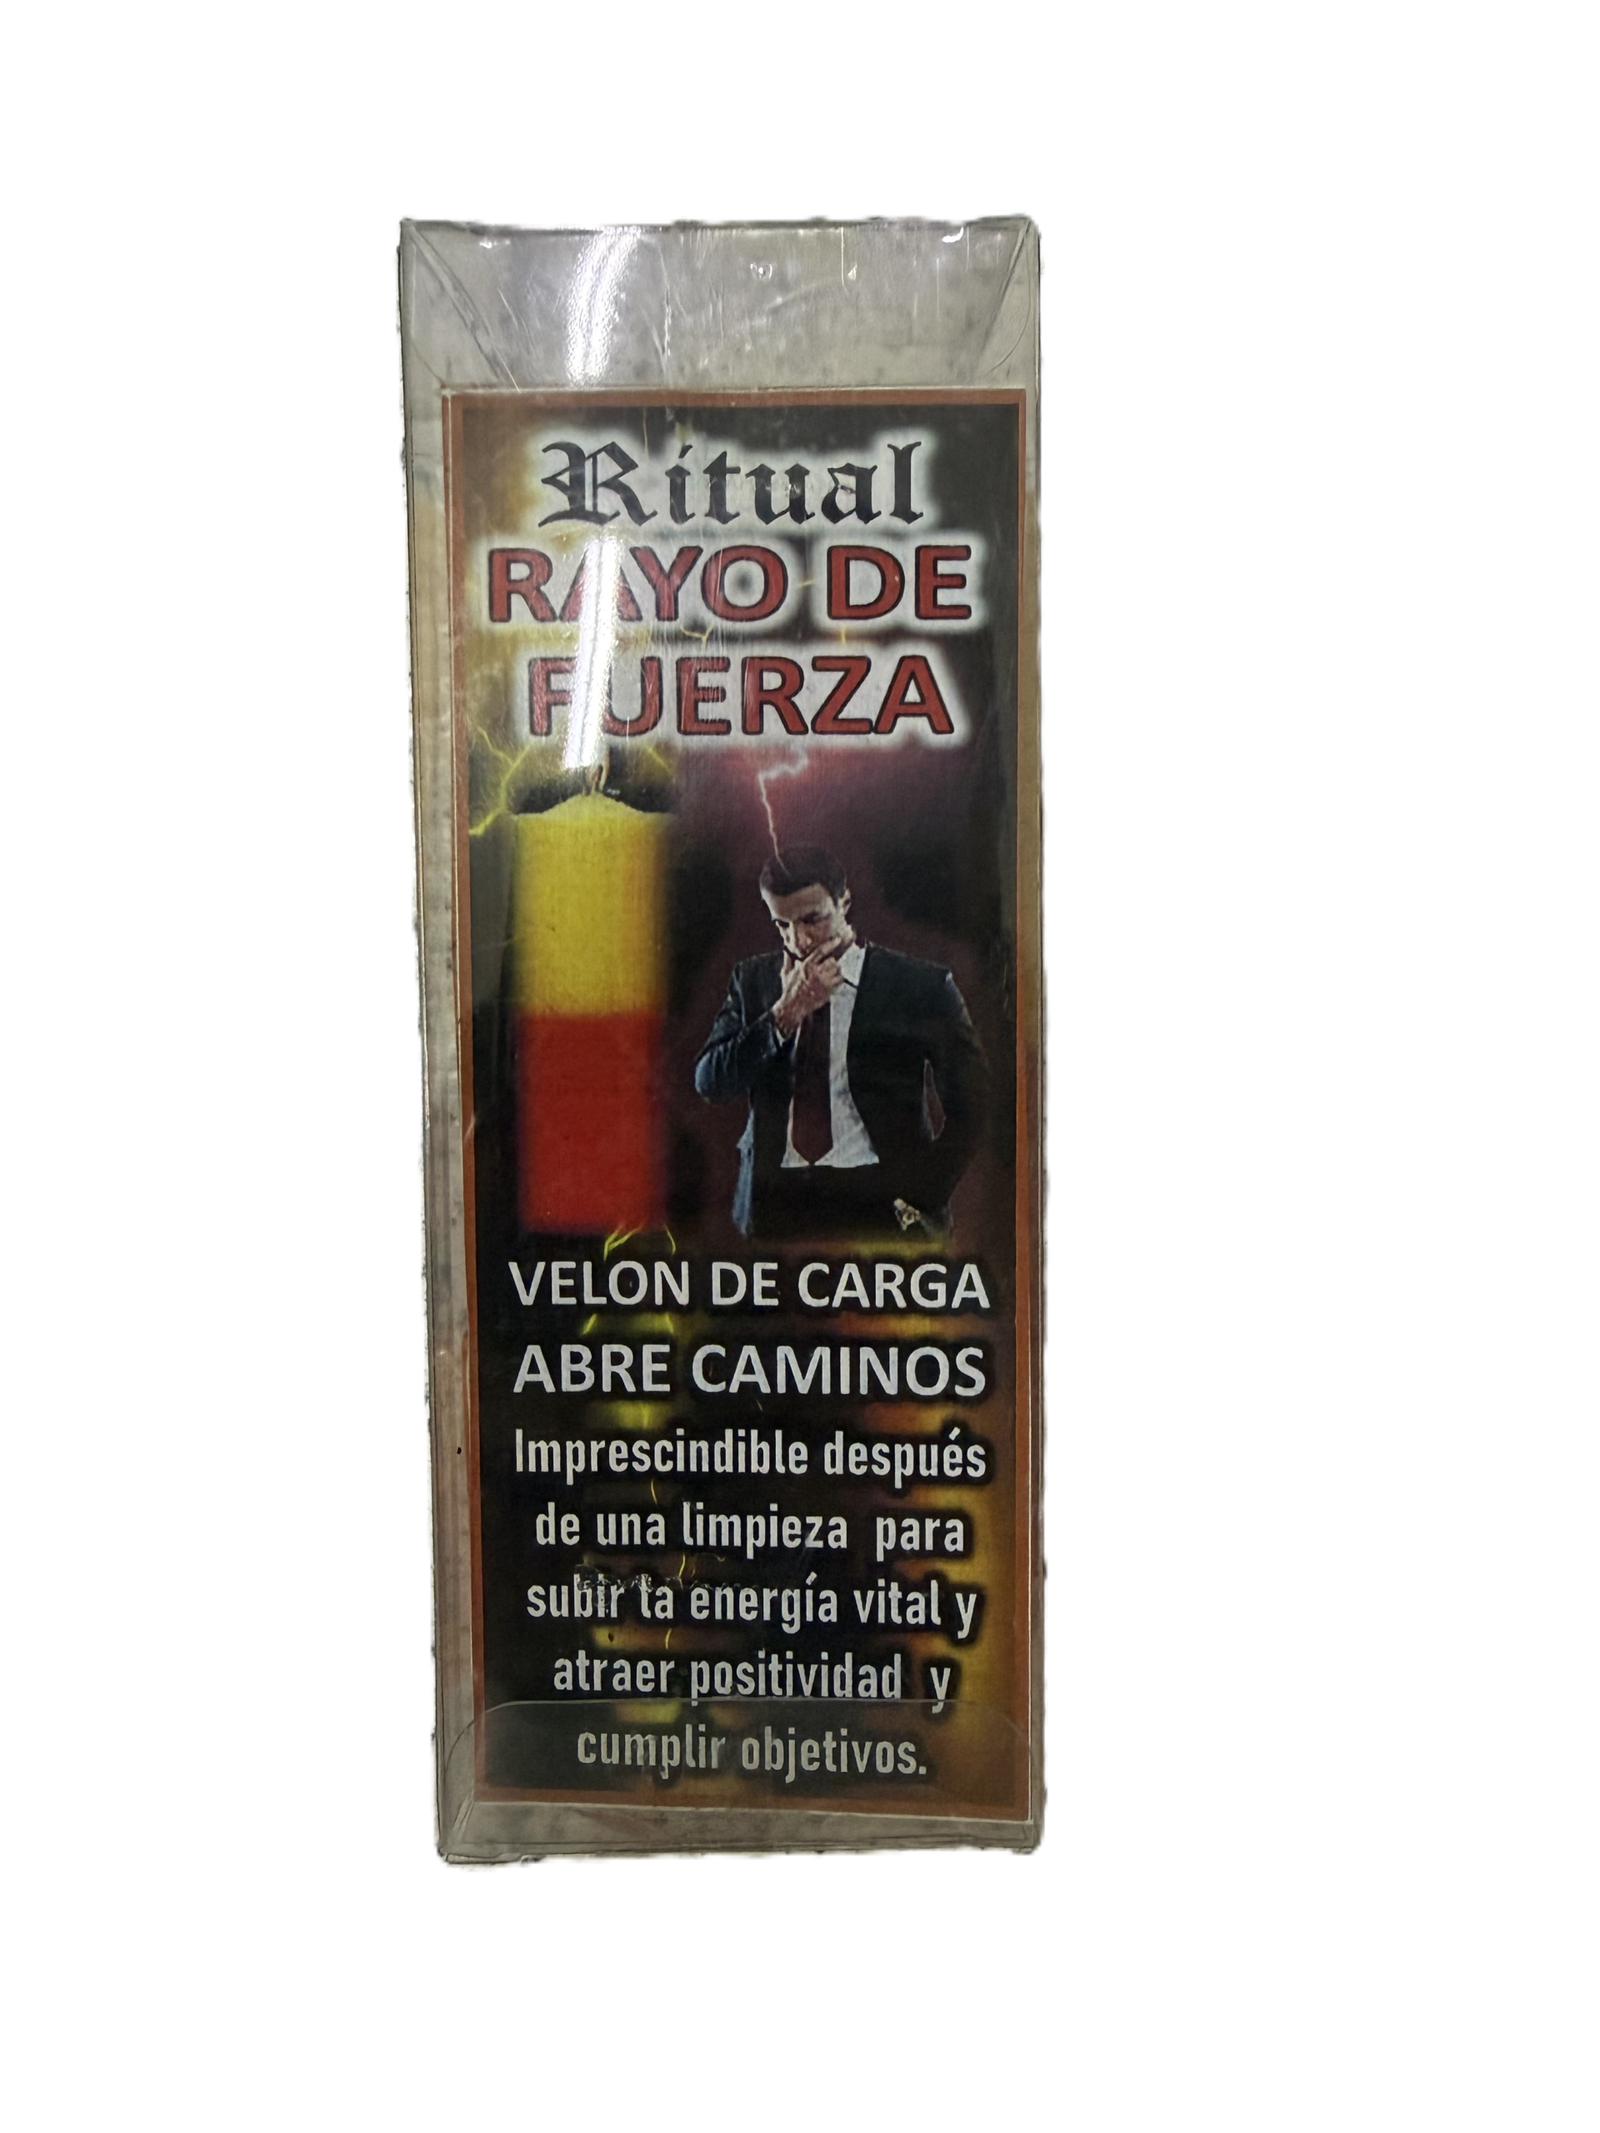 Ritual
RAYO DE
FUERZA
VELON DE CARGA
ABRE CAMINOS
Imprescindible después
de una limpieza para
subir la energía vital y
atraer positividad y
cumplir objetivos.